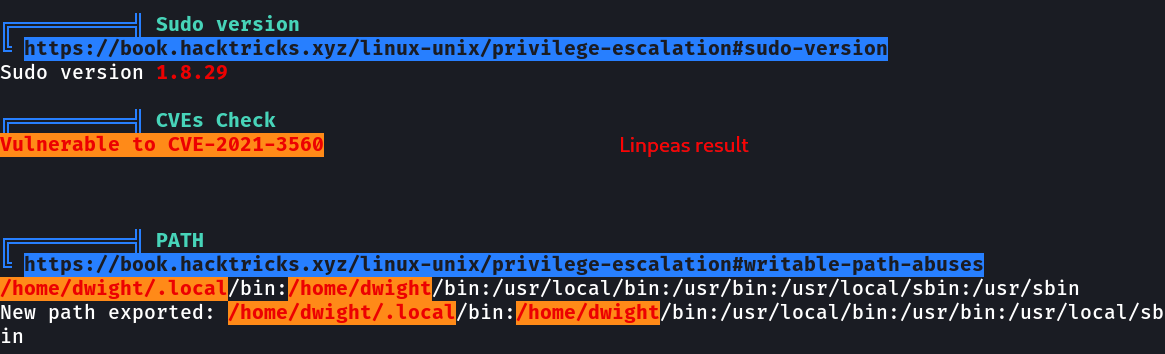 Sudo version
https://book.hacktricks.xyz/linux-unix/privilege-escalation#sudo-version
Sudo version 1.8.29
CVEs Check
Vulnerable to CVE-2021-3560
Linpeas result
PATH
https://book.hacktricks.xyz/linux-unix/privilege-escalation#writable-path-abuses
/home/dwight/.local/bin:/home/dwight/bin:/usr/local/bin:/usr/bin:/usr/local/sbin:/usr/sbin
New path exported: /home/dwight/.local/bin:/home/dwight/bin:/usr/local/bin:/usr/bin:/usr/local/sb
in